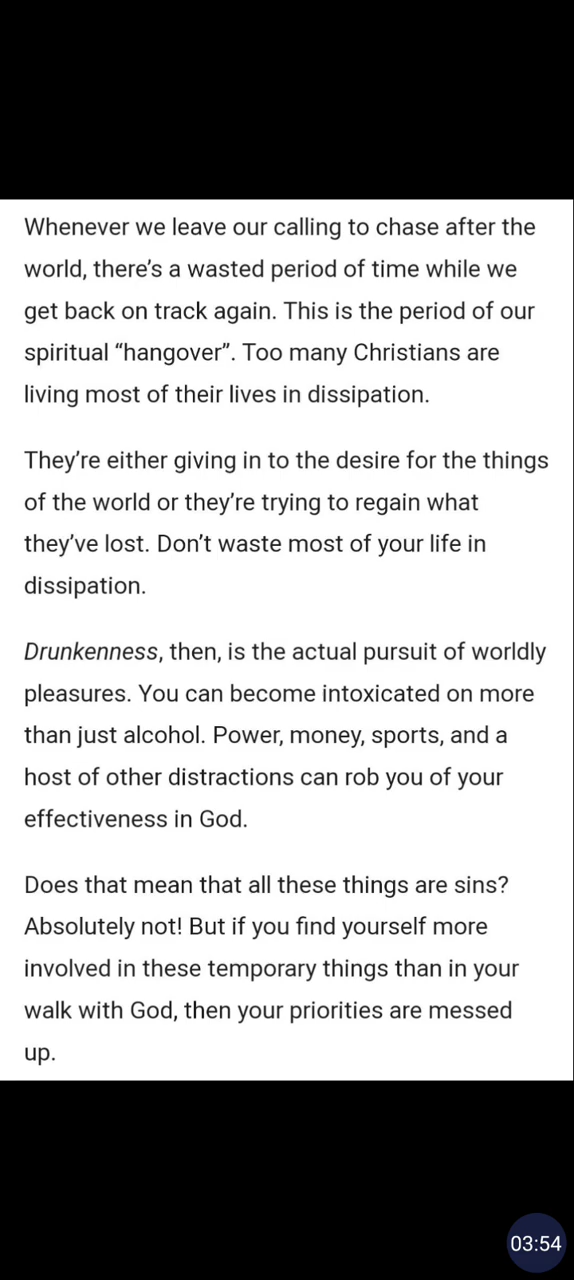 Whenever we leave our calling to chase after the
world, there’s a wasted period of time while we
get back on track again. This is the period of our
spiritual “hangover”. Too many Christians are
living most of their lives in dissipation.
They’re either giving in to the desire for the things
of the world or they’re trying to regain what
they’ve lost. Don’t waste most of your life in
dissipation.
Drunkenness, then, is the actual pursuit of worldly
pleasures. You can become intoxicated on more
than just alcohol. Power, money, sports, and a
host of other distractions can rob you of your
effectiveness in God.
Does that mean that all these things are sins?
Absolutely not! But if you find yourself more
involved in these temporary things than in your
walk with God, then your priorities are messed
up.
03:54